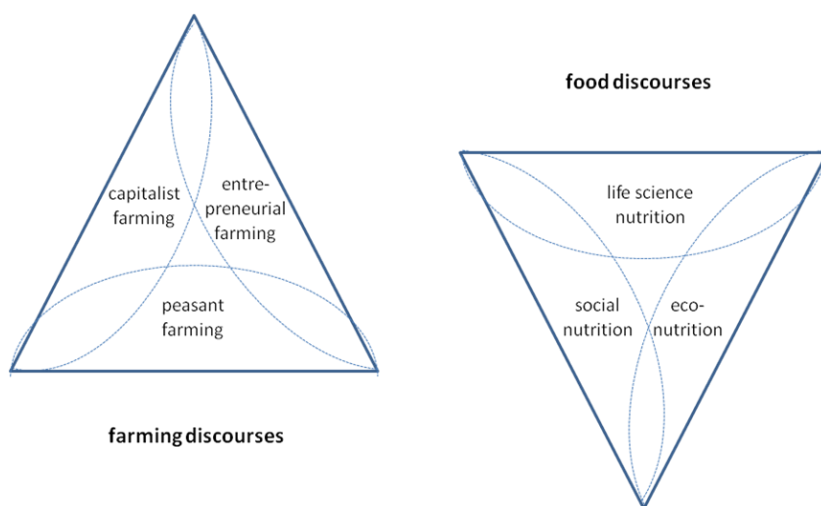 food discourses
capitalist
farming
entre-
preneurial
farming
life science
nutrition
peasant
farming
social
nutrition
eco-
nutrition
farming discourses